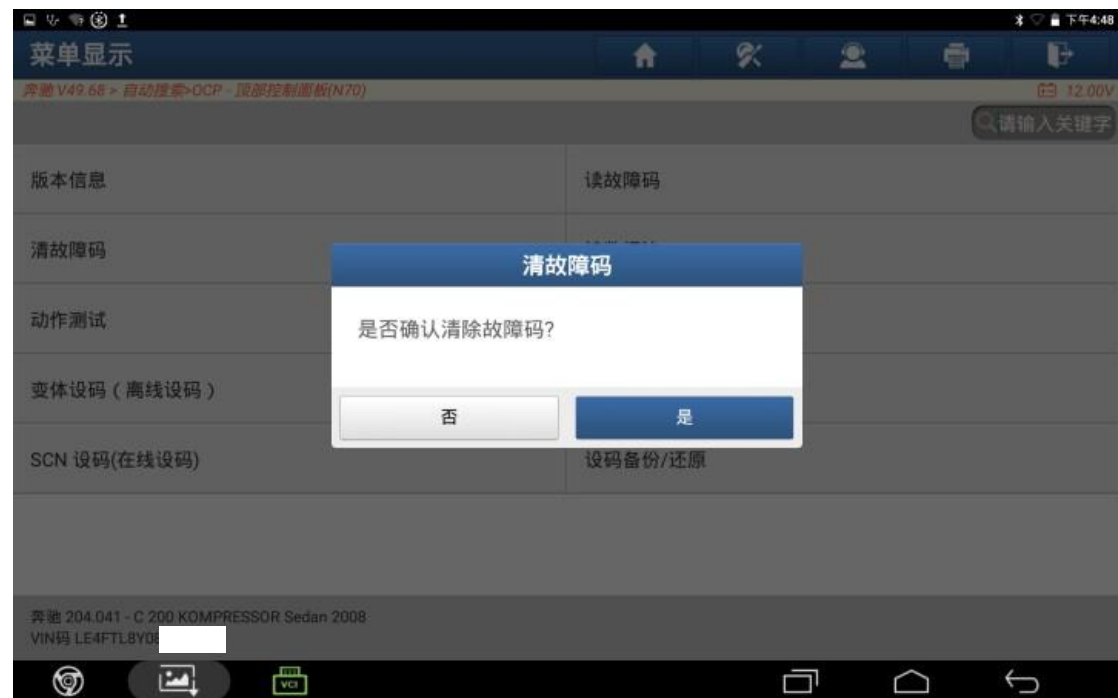 下午4:48
菜单显示
奔驰 V49.68 > 自动搜索>OCP - 顶部控制面板(N70)
12.00V
请输入关键字
版本信息
读故障码
清故障码
清故障码
动作测试
是否确认清除故障码?
变体设码（离线设码）
否
是
SCN 设码(在线设码)
设码备份/还原
奔驰 204.041 - C 200 KOMPRESSOR Sedan 2008
VIN码 LE4FTL8Y08
VCI